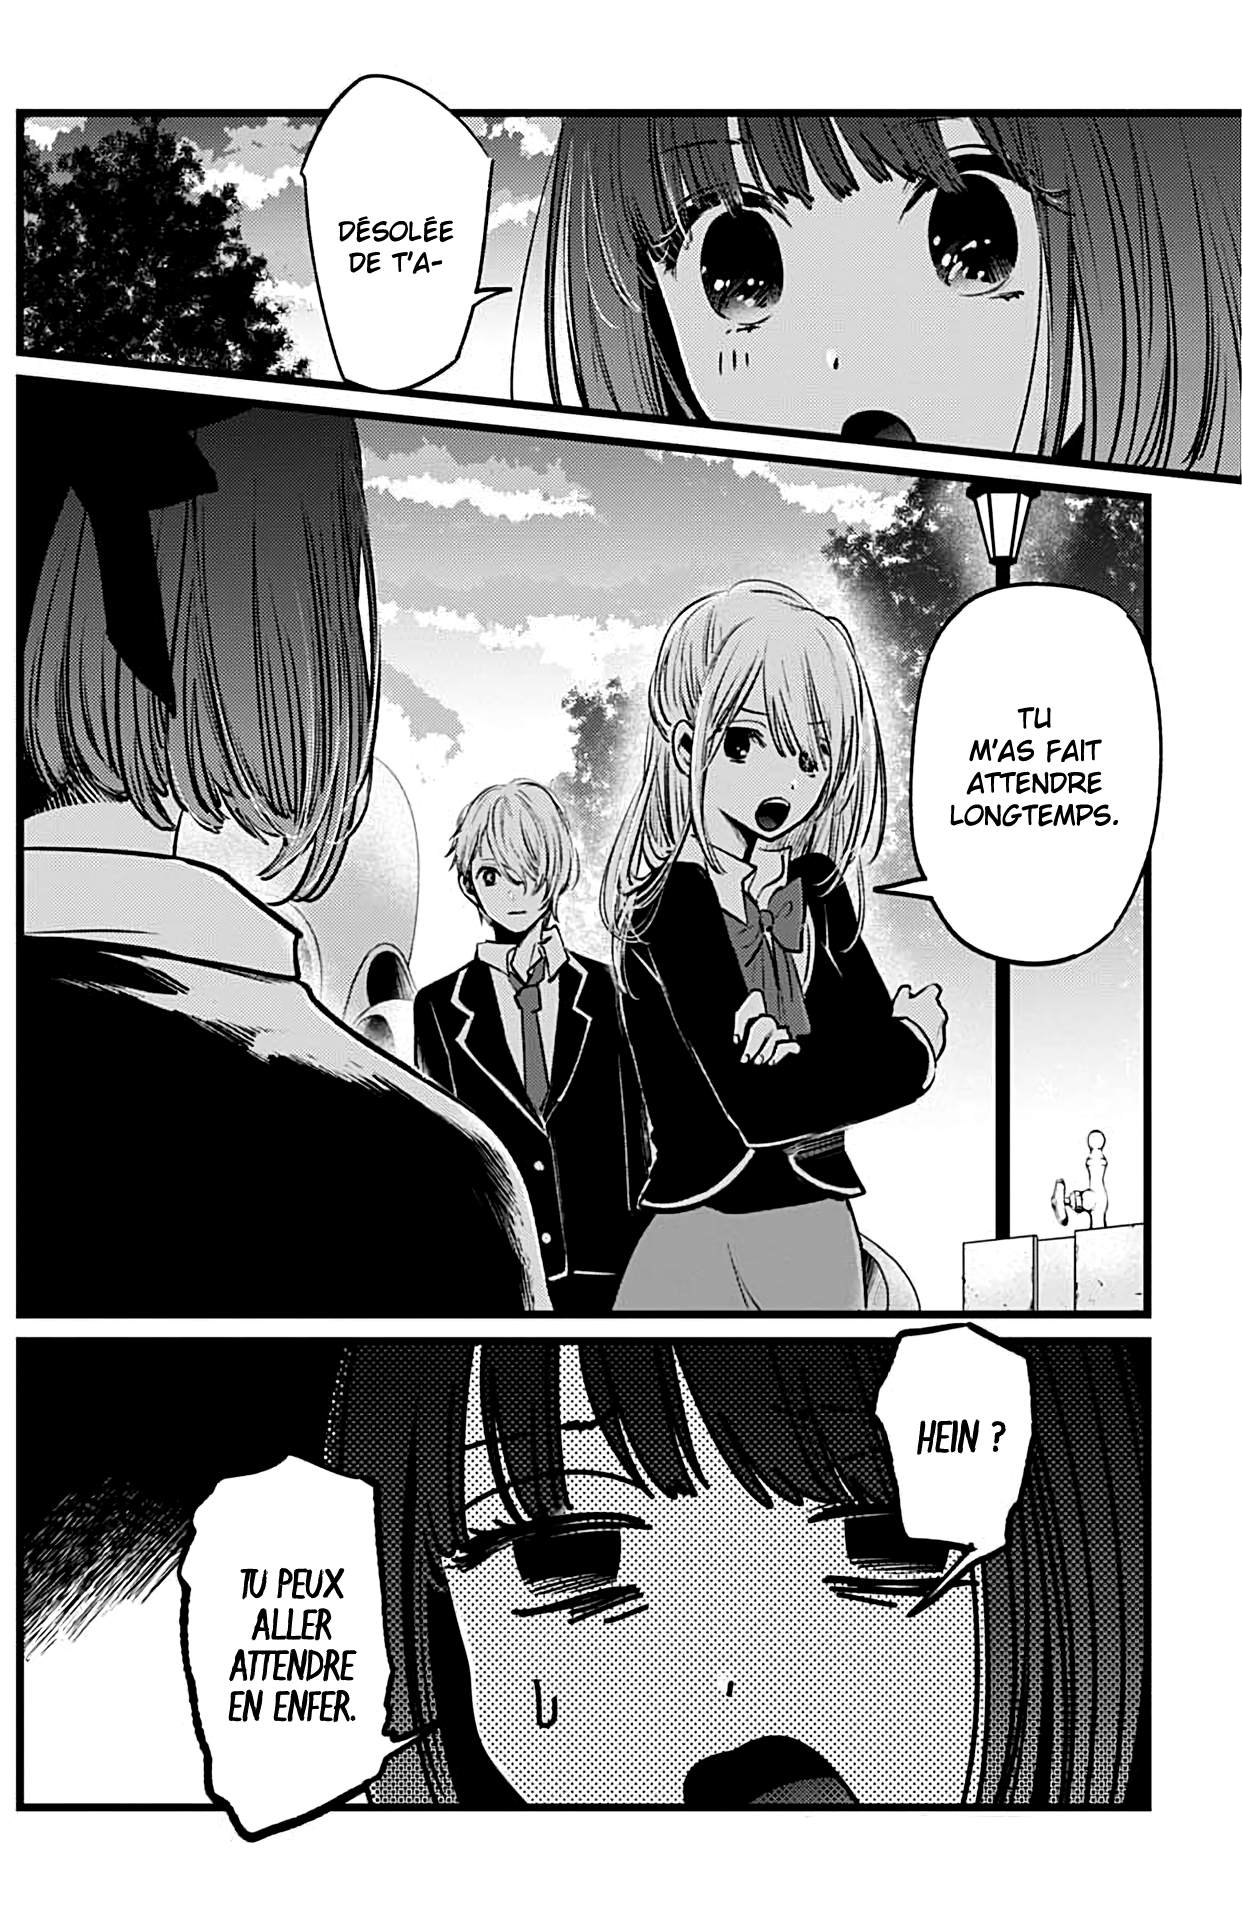 DÉSOLÉE
DE T'A-
TU
M'AS FAIT
ATTENDRE
LONGTEMPS.
HEIN ?
TU PEUX
ALLER
ATTENDRE
EN ENFER.